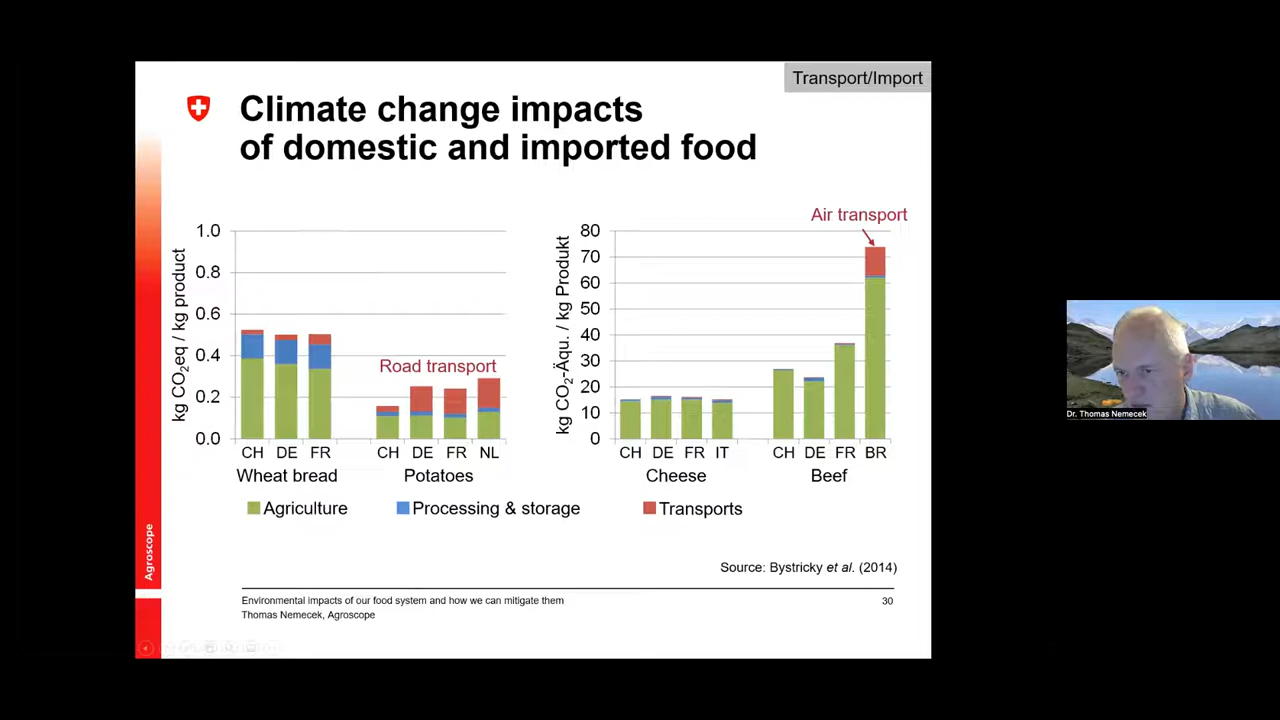 Transport/Import
Climate change impacts
of domestic and imported food
kg CO2eq / kg product
1.0
0.8
0.6
0.4
0.2
0.0
Road transport
CH DE FR
Wheat bread
CH DE FR NL
Potatoes
kg CO2-Äqu. / kg Produkt
80
70
60
50
40
30
20
10
0
Air transport
CH DE FR IT
Cheese
CH DE FR BR
Beef
Agriculture
Processing & storage
Transports
Source: Bystricky et al. (2014)
Agroscope
Environmental impacts of our food system and how we can mitigate them
Thomas Nemecek, Agroscope
30
Dr. Thomas Nemecek